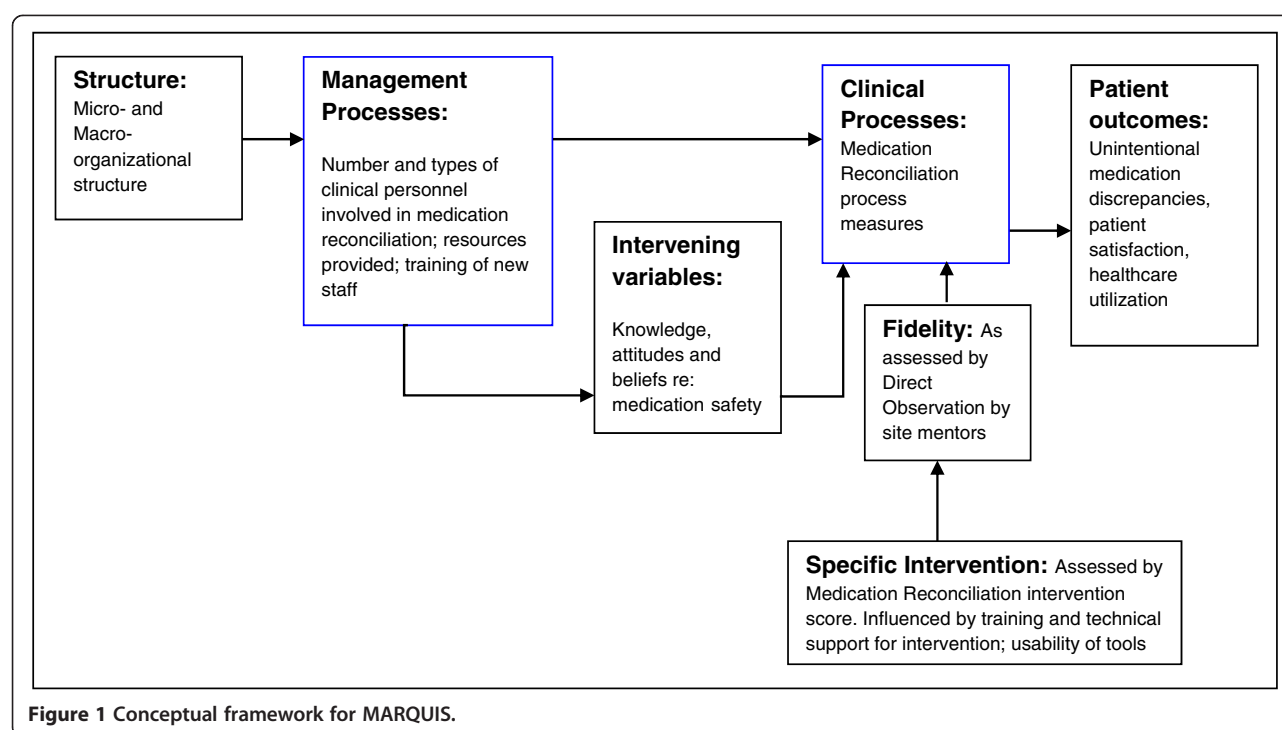 Structure:
Micro- and
Macro-
organizational
structure
Management
Processes:
Number and types of
clinical personnel
involved in medication
reconciliation; resources
provided; training of new
staff
Intervening
variables:
Knowledge,
attitudes and
beliefs re:
medication safety
Clinical
Processes:
Medication
Reconciliation
process
measures
Patient
outcomes:
Unintentional
medication
discrepancies,
patient
satisfaction,
healthcare
utilization
Fidelity: As
assessed by
Direct
Observation by
site mentors
Specific Intervention: Assessed by
Medication Reconciliation intervention
score. Influenced by training and technical
support for intervention; usability of tools
Figure 1 Conceptual framework for MARQUIS.